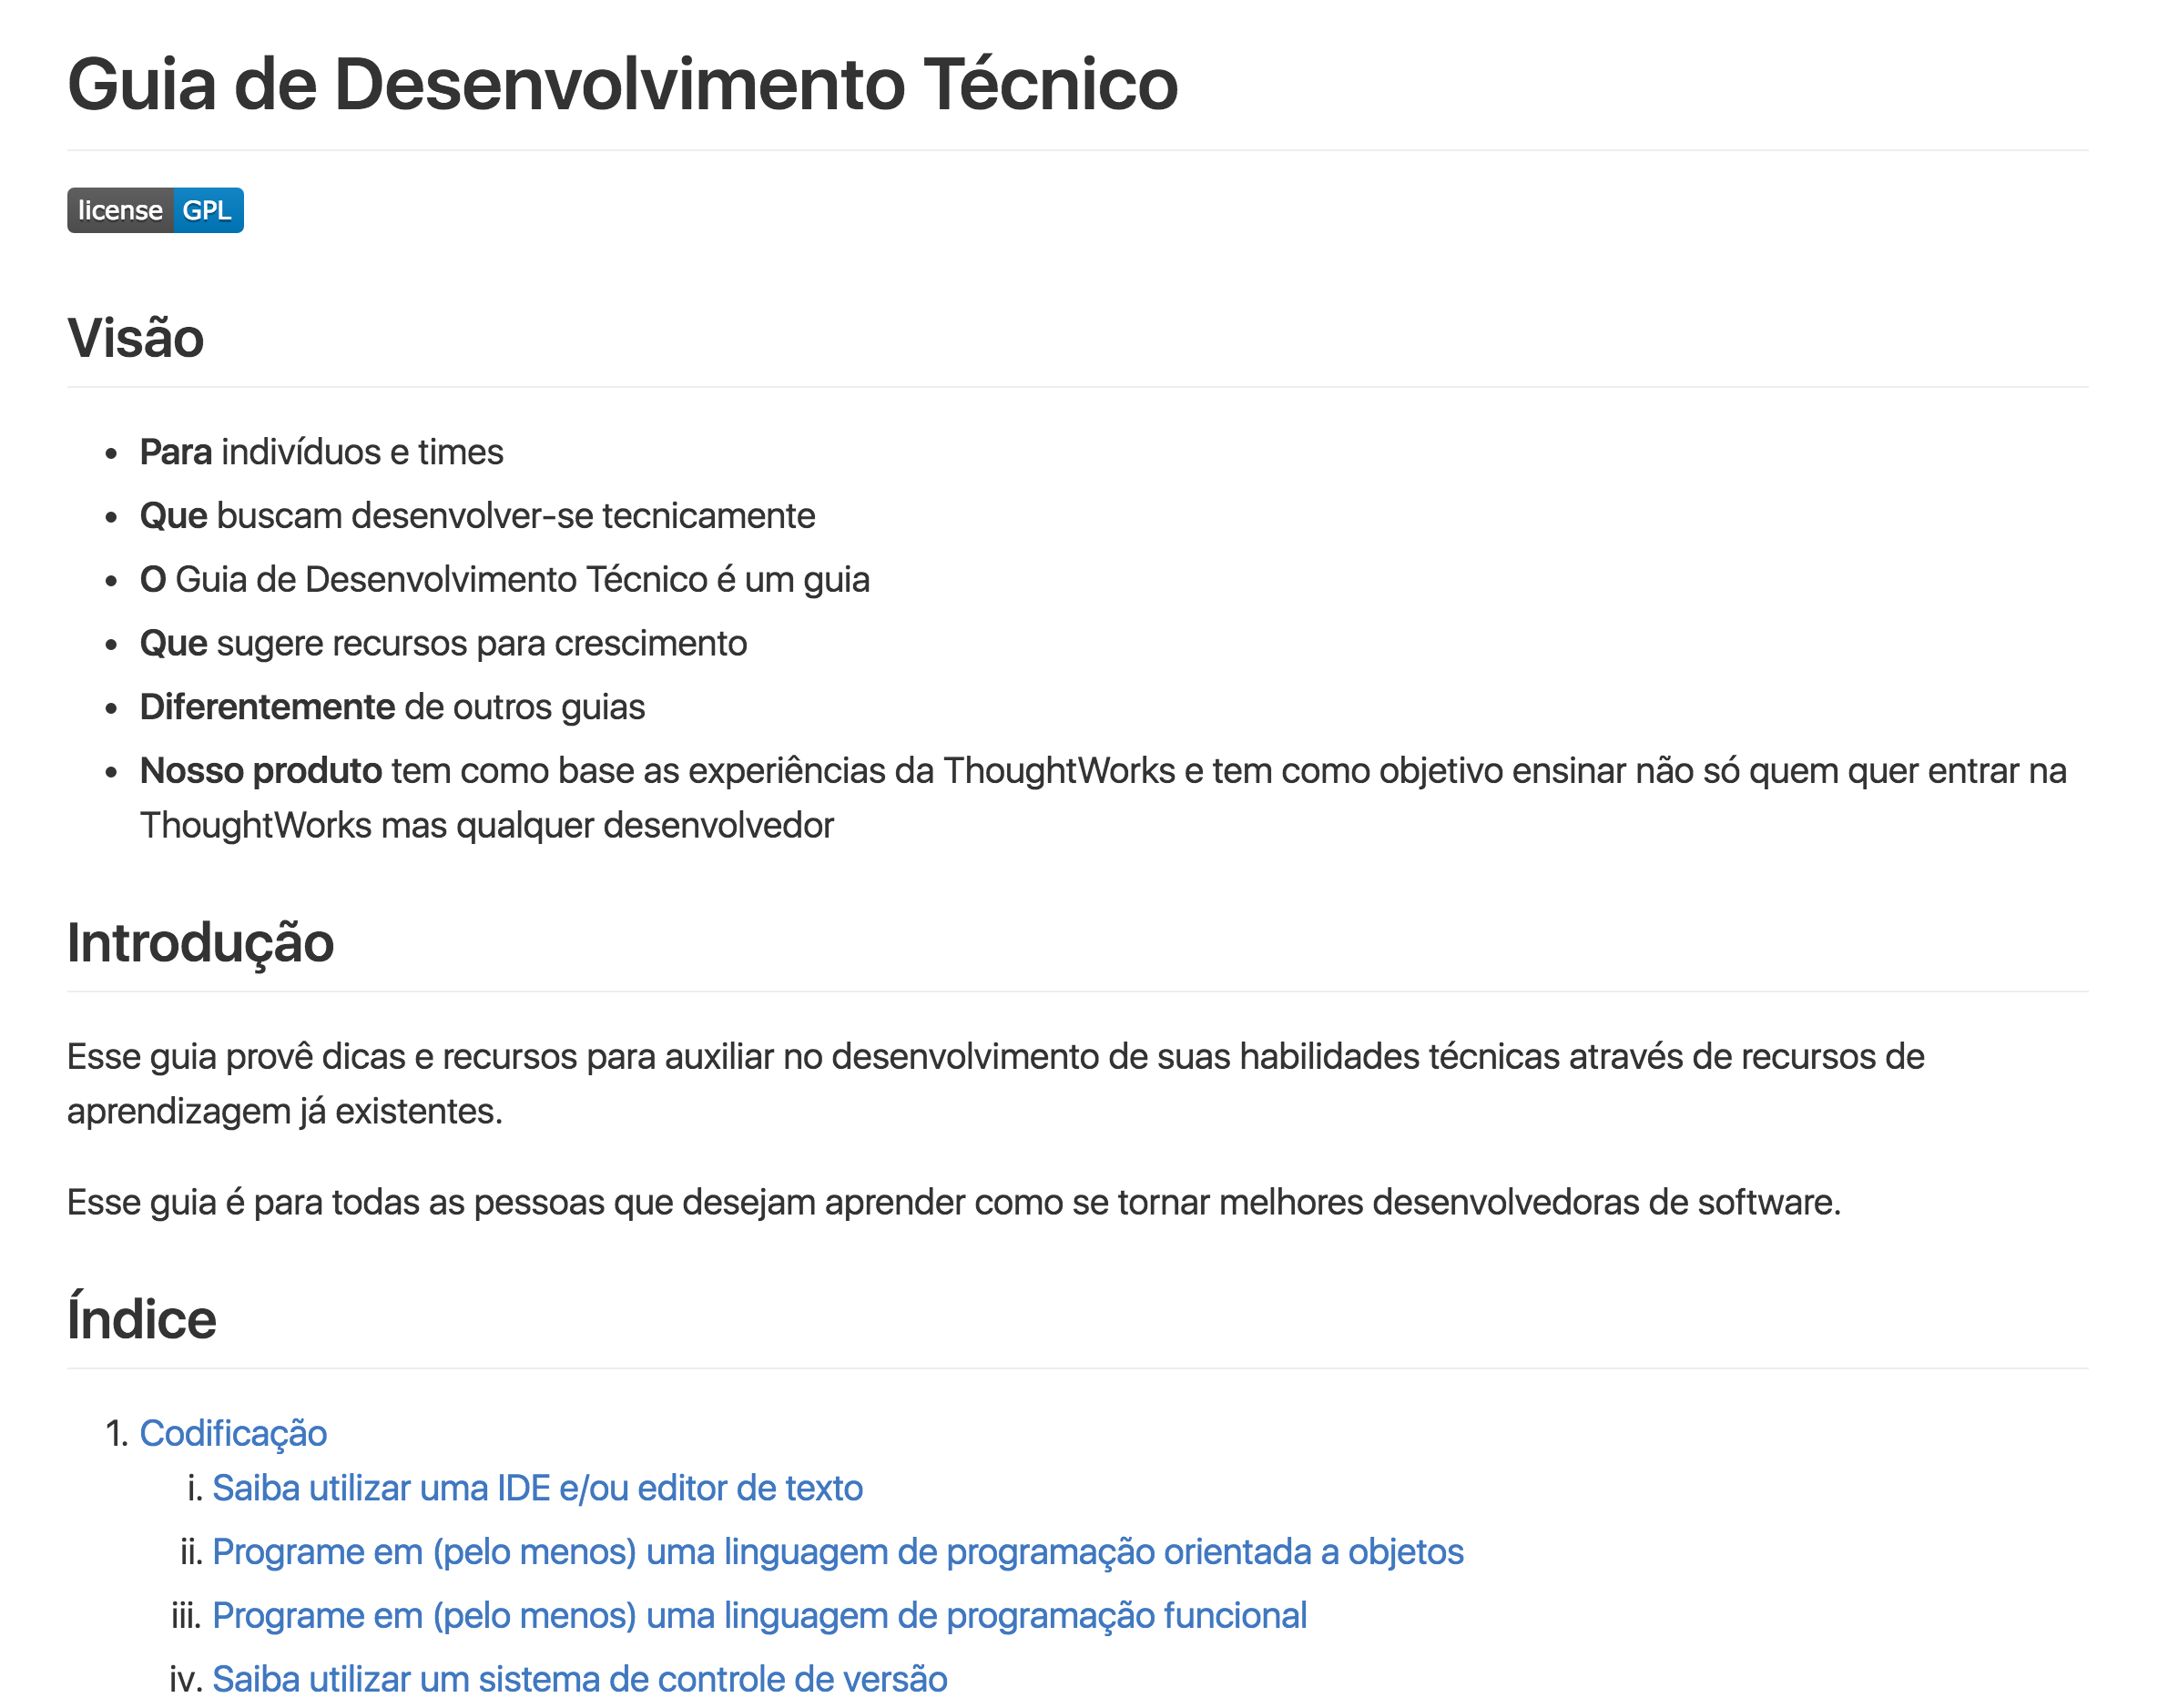 Guia de Desenvolvimento Técnico
license GPL
Visão
• Para indivíduos e times
• Que buscam desenvolver-se tecnicamente
• O Guia de Desenvolvimento Técnico é um guia
• Que sugere recursos para crescimento
• Diferentemente de outros guias
• Nosso produto tem como base as experiências da ThoughtWorks e tem como objetivo ensinar não só quem quer entrar na
ThoughtWorks mas qualquer desenvolvedor
Introdução
Esse guia provê dicas e recursos para auxiliar no desenvolvimento de suas habilidades técnicas através de recursos de
aprendizagem já existentes.
Esse guia é para todas as pessoas que desejam aprender como se tornar melhores desenvolvedoras de software.
Índice
1. Codificação
i. Saiba utilizar uma IDE e/ou editor de texto
ii. Programe em (pelo menos) uma linguagem de programação orientada a objetos
iii. Programe em (pelo menos) uma linguagem de programação funcional
iv. Saiba utilizar um sistema de controle de versão